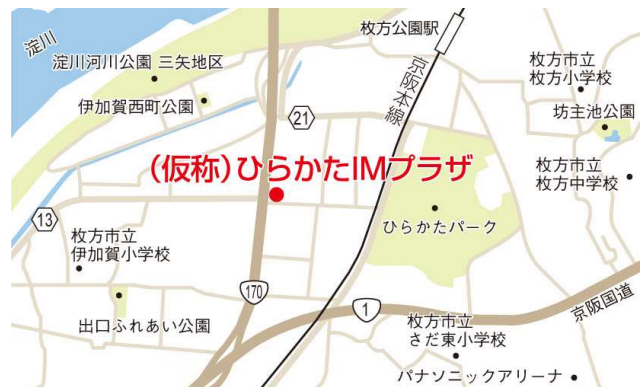 枚方公園駅
淀川
淀川河川公園 三矢地区
京阪本線
枚方市立
枚方小学校
伊加賀西町公園
21
坊主池公園
(仮称)ひらかたIMプラザ
枚方市立
枚方中学校
13
ひらかたパーク
枚方市立
伊加賀小学校
170
1
京阪国道
出口ふれあい公園
枚方市立
さだ東小学校
パナソニックアリーナ